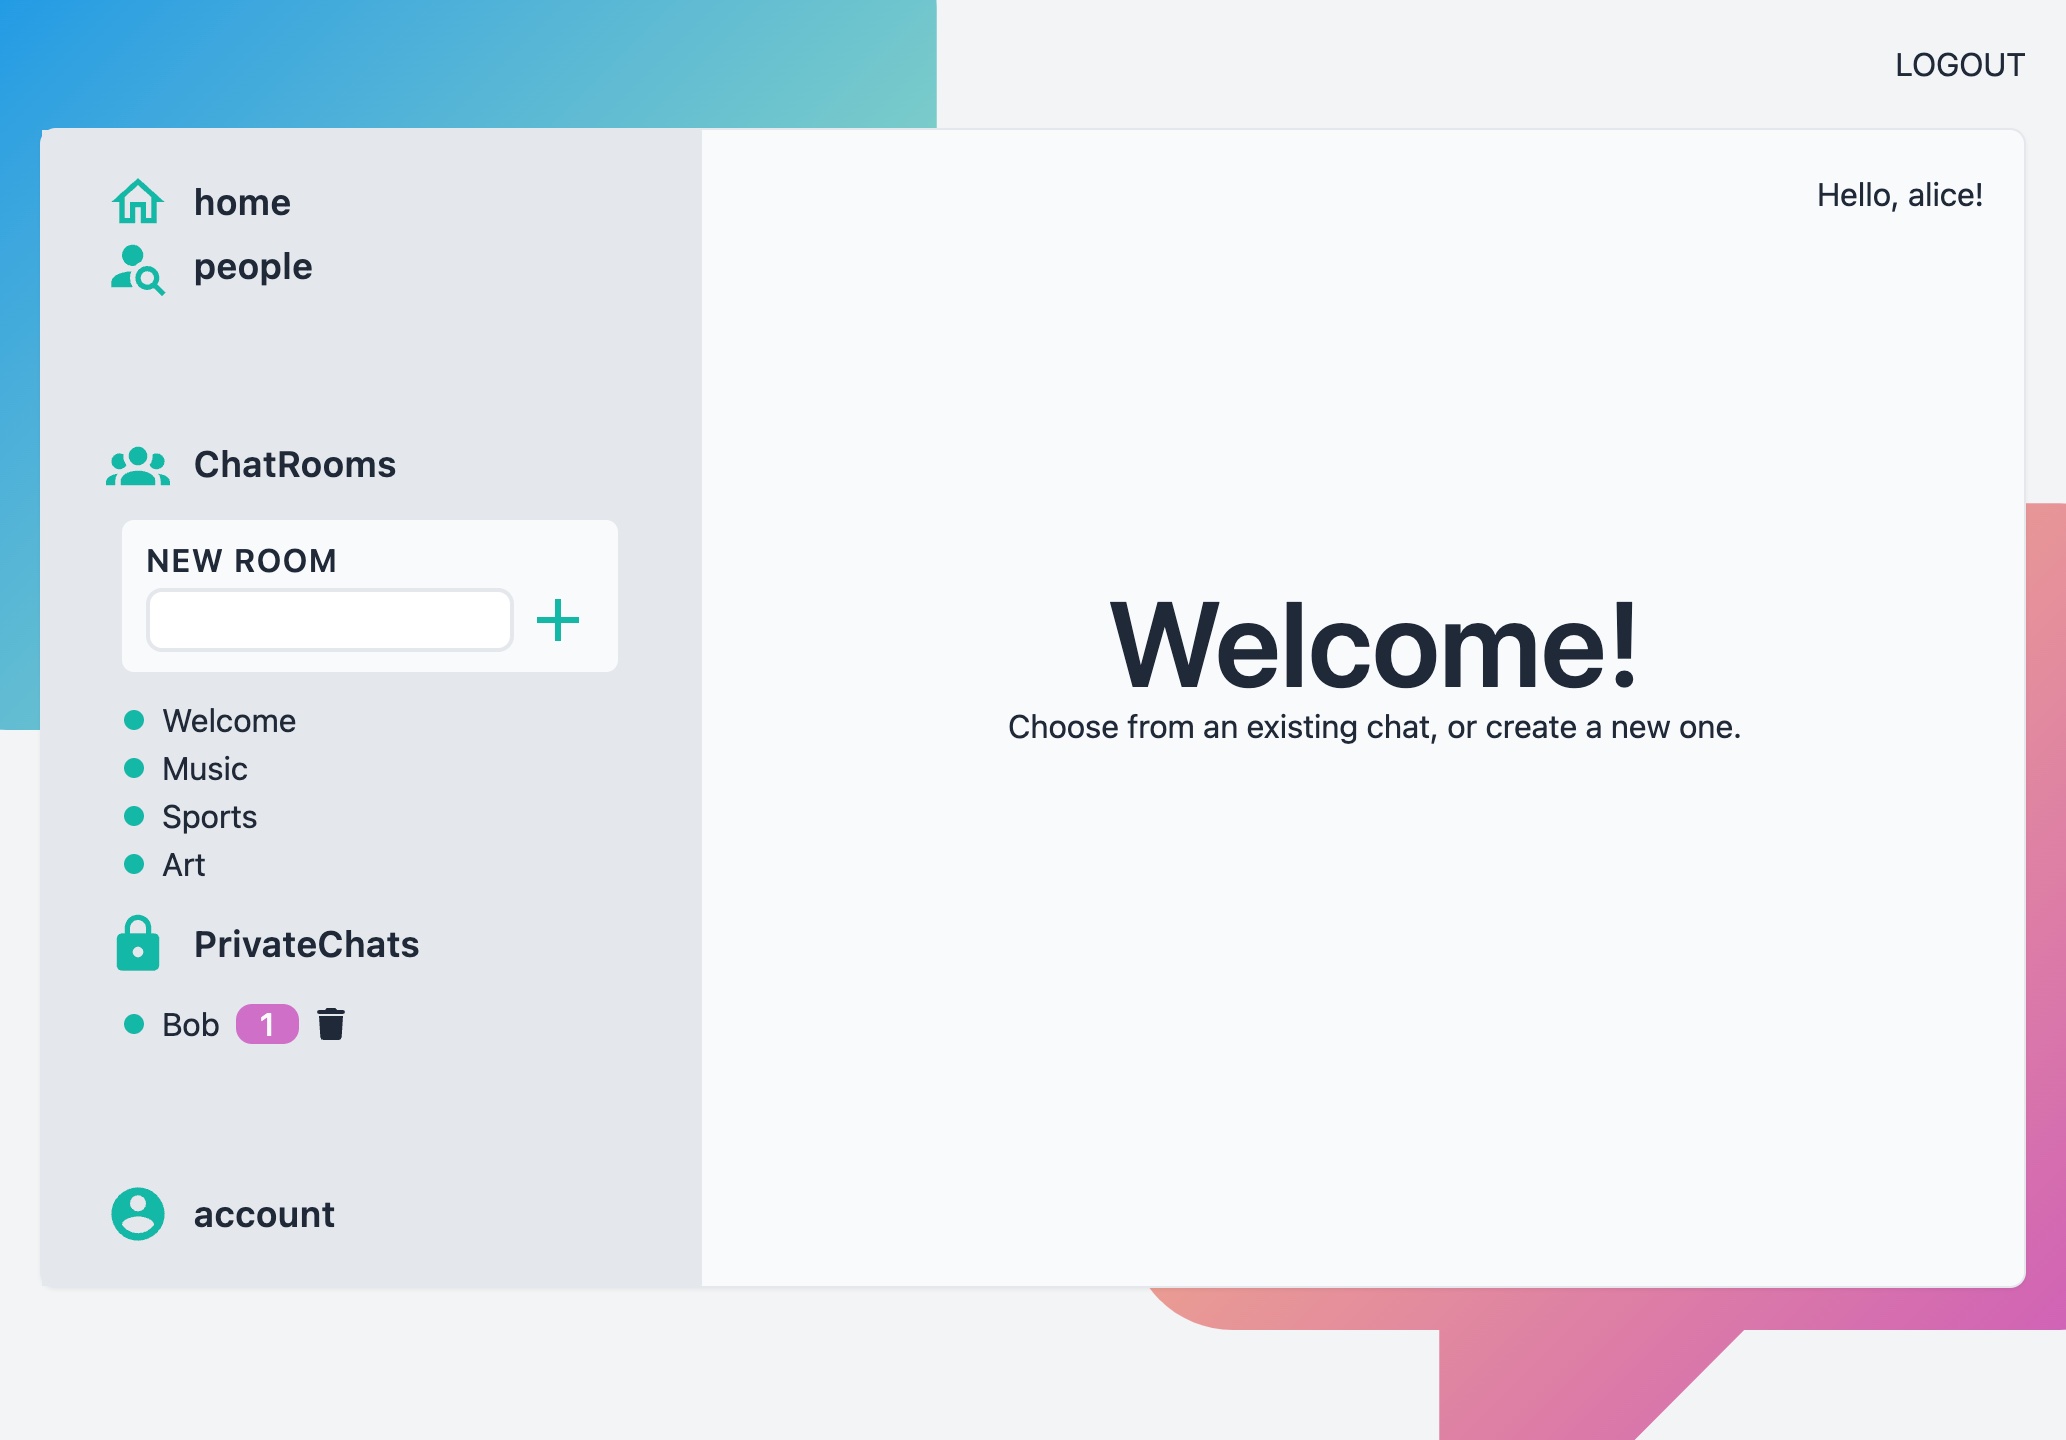 LOGOUT
home
people
ChatRooms
NEW ROOM
Welcome
Music
Sports
Art
PrivateChats
Bob 1
account
Hello, alice!
Welcome!
Choose from an existing chat, or create a new one.